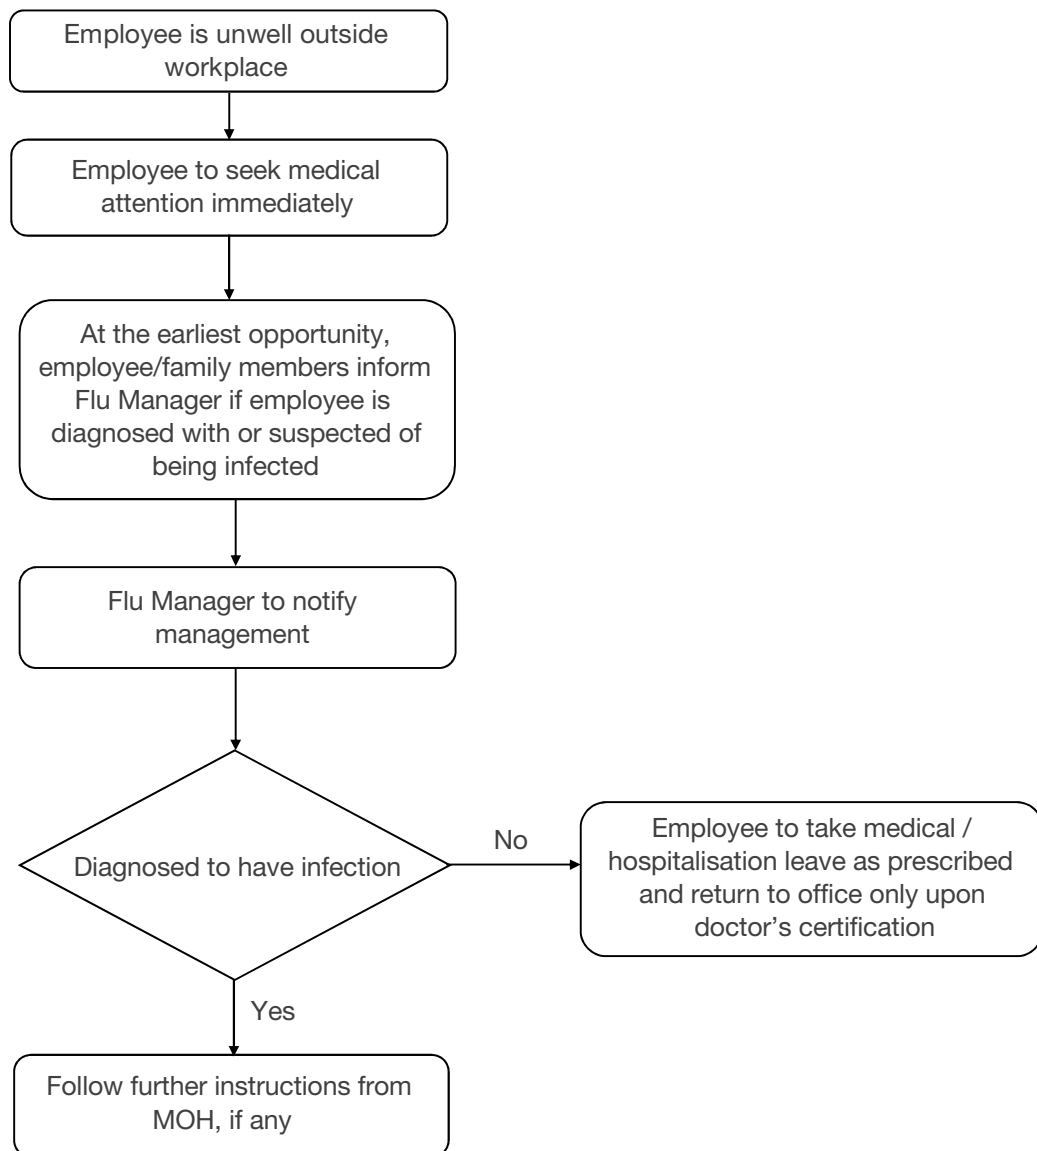 Employee is unwell outside
workplace
Employee to seek medical
attention immediately
At the earliest opportunity,
employee/family members inform
Flu Manager if employee is
diagnosed with or suspected of
being infected
Flu Manager to notify
management
Diagnosed to have infection
No
Employee to take medical /
hospitalisation leave as prescribed
and return to office only upon
doctor’s certification
Yes
Follow further instructions from
MOH, if any